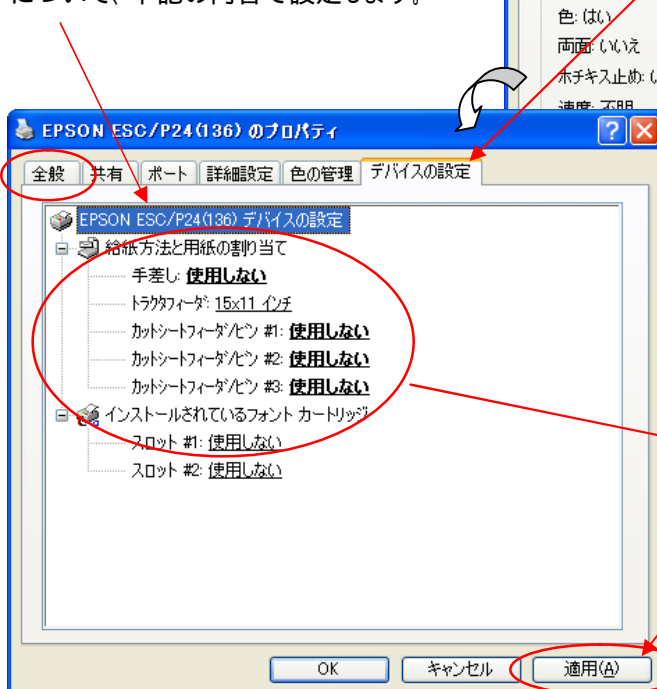 について、下記の内容で設定します。
色: はい
両面: いいえ
ホチキス止め: い
速度: 不明
EPSON ESC/P24(136) のプロパティ
全般 共有 ポート 詳細設定 色の管理 デバイスの設定
EPSON ESC/P24(136) デバイスの設定
給紙方法と用紙の割り当て
手差し: 使用しない
トラクタフィーダ: 15x11 インチ
カットシートフィーダ/ビン #1: 使用しない
カットシートフィーダ/ビン #2: 使用しない
カットシートフィーダ/ビン #3: 使用しない
インストールされているフォント カートリッジ
スロット #1: 使用しない
スロット #2: 使用しない
OK キャンセル 適用(A)